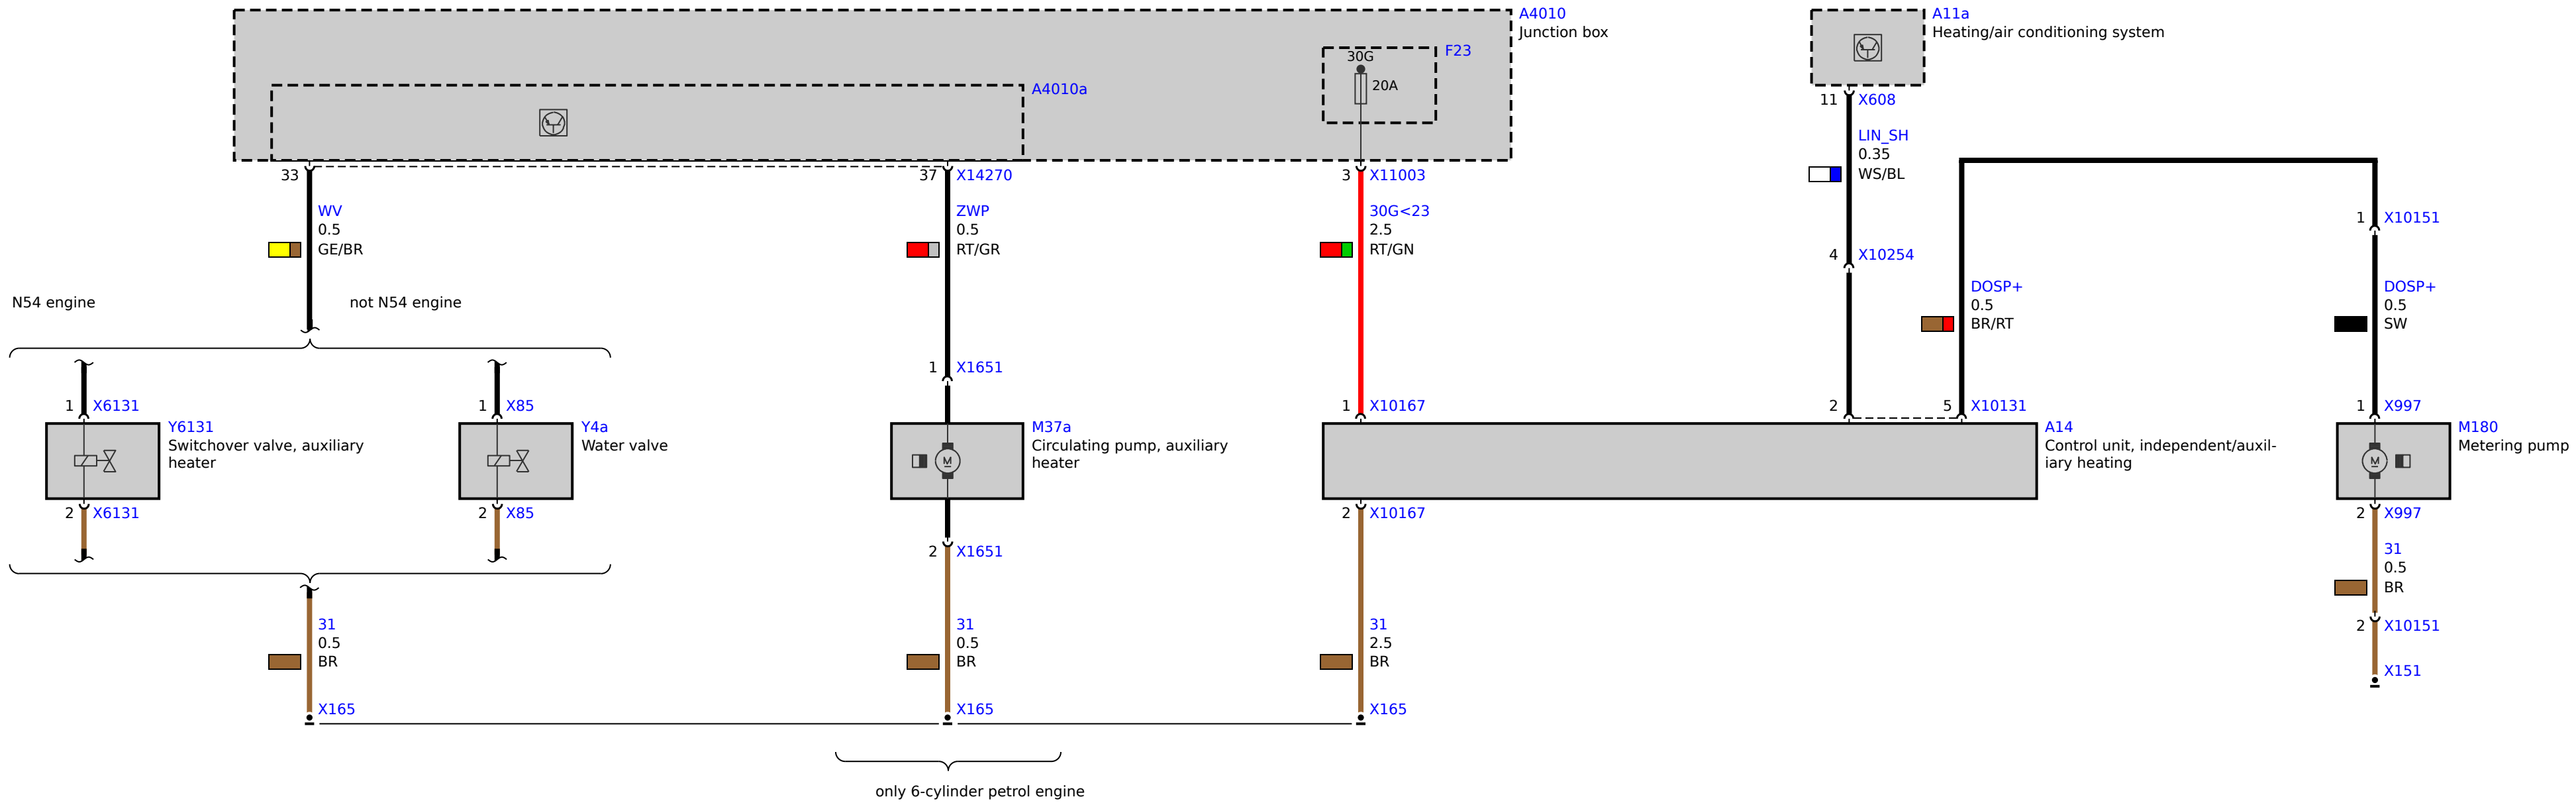 A4010
Junction box
A11a
Heating/air conditioning system
F23
30G
20A
A4010a
11 X608
LIN_SH
0.35
WS/BL
33
37 X14270
3 X11003
WV
0.5
GE/BR
ZWP
0.5
RT/GR
30G<23
2.5
RT/GN
1 X10151
4 X10254
N54 engine
not N54 engine
DOSP+
0.5
BR/RT
DOSP+
0.5
SW
1 X1651
1 X6131
1 X85
1 X10167
2
5 X10131
1 X997
Y6131
Switchover valve, auxiliary
heater
Y4a
Water valve
M37a
Circulating pump, auxiliary
heater
M
A14
Control unit, independent/auxil-
iary heating
M180
Metering pump
M
2 X6131
2 X85
2 X1651
2 X10167
2 X997
31
0.5
BR
2 X10151
X151
31
0.5
BR
31
0.5
BR
31
2.5
BR
X165
X165
X165
only 6-cylinder petrol engine